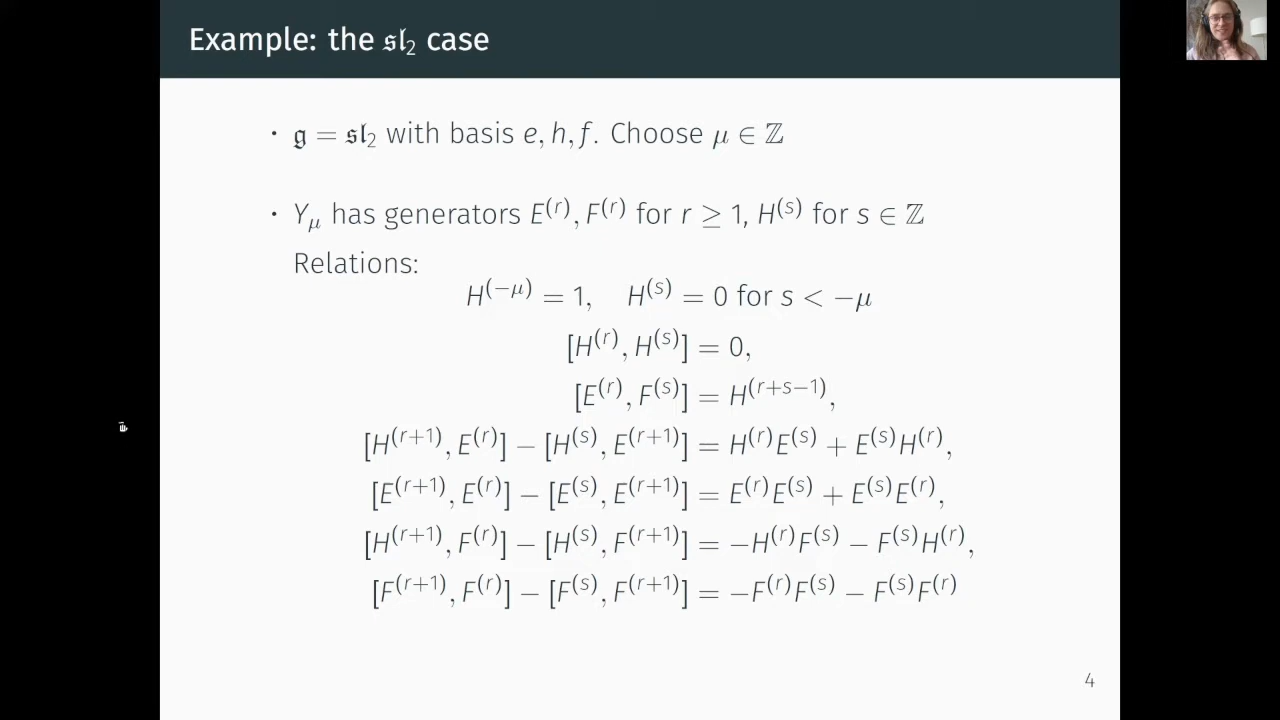 Example: the 𝔰𝔩₂ case
• 𝔤 = 𝔰𝔩₂ with basis e, h, f. Choose μ ∈ ℤ
• Y_μ has generators E^(r), F^(r) for r ≥ 1, H^(s) for s ∈ ℤ
Relations:
H^(−μ) = 1, H^(s) = 0 for s < −μ
[H^(r), H^(s)] = 0,
[E^(r), F^(s)] = H^(r+s−1),
[H^(r+1), E^(r)] − [H^(s), E^(r+1)] = H^(r)E^(s) + E^(s)H^(r),
[E^(r+1), E^(r)] − [E^(s), E^(r+1)] = E^(r)E^(s) + E^(s)E^(r),
[H^(r+1), F^(r)] − [H^(s), F^(r+1)] = −H^(r)F^(s) − F^(s)H^(r),
[F^(r+1), F^(r)] − [F^(s), F^(r+1)] = −F^(r)F^(s) − F^(s)F^(r)
4